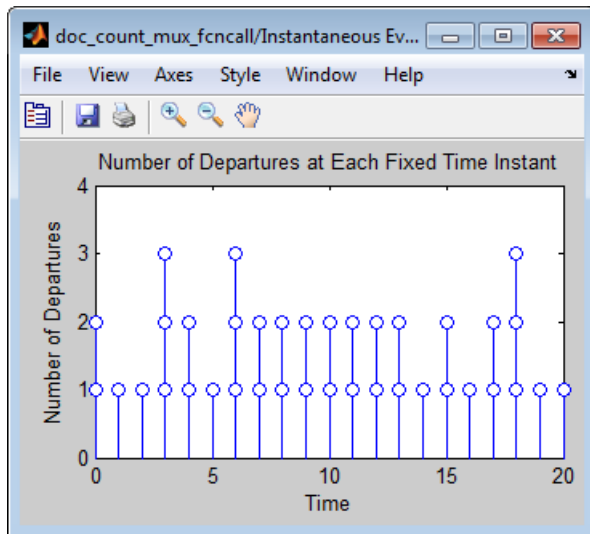 doc_count_mux_fcncall/Instantaneous Ev...
File View Axes Style Window Help
Number of Departures at Each Fixed Time Instant
Number of Departures
4
3
2
1
0
0 5 10 15 20
Time